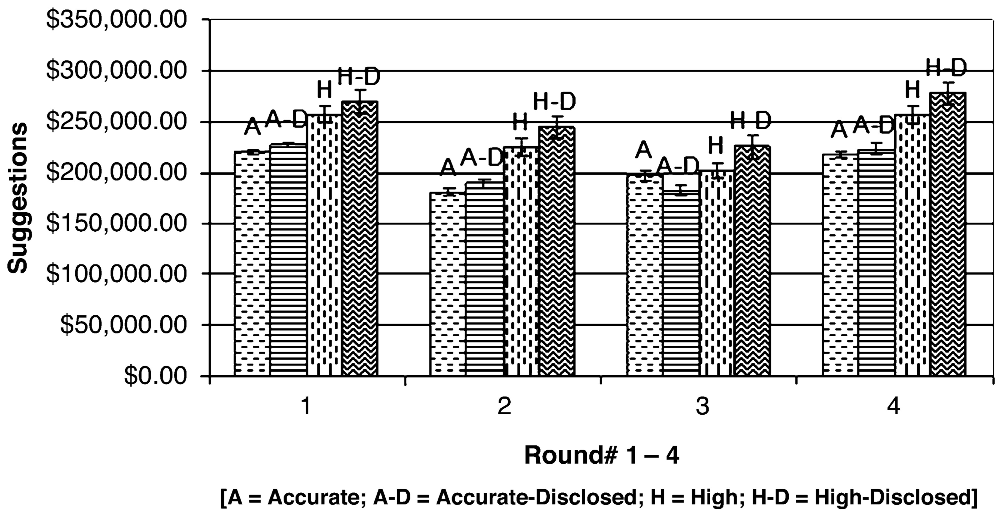 $350,000.00
$300,000.00
$250,000.00
$200,000.00
$150,000.00
$100,000.00
$50,000.00
$0.00
Suggestions
A A-D H H-D
A A-D H H-D
A A-D H H-D
A A-D H H-D
1 2 3 4
Round# 1 – 4
[A = Accurate; A-D = Accurate-Disclosed; H = High; H-D = High-Disclosed]